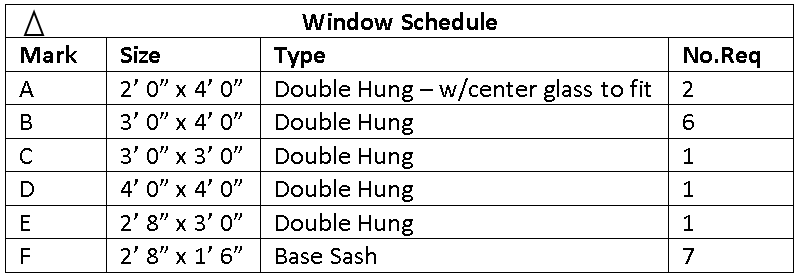 Window Schedule
Mark Size Type No.Req
A 2’ 0” x 4’ 0” Double Hung – w/center glass to fit 2
B 3’ 0” x 4’ 0” Double Hung 6
C 3’ 0” x 3’ 0” Double Hung 1
D 4’ 0” x 4’ 0” Double Hung 1
E 2’ 8” x 3’ 0” Double Hung 1
F 2’ 8” x 1’ 6” Base Sash 7